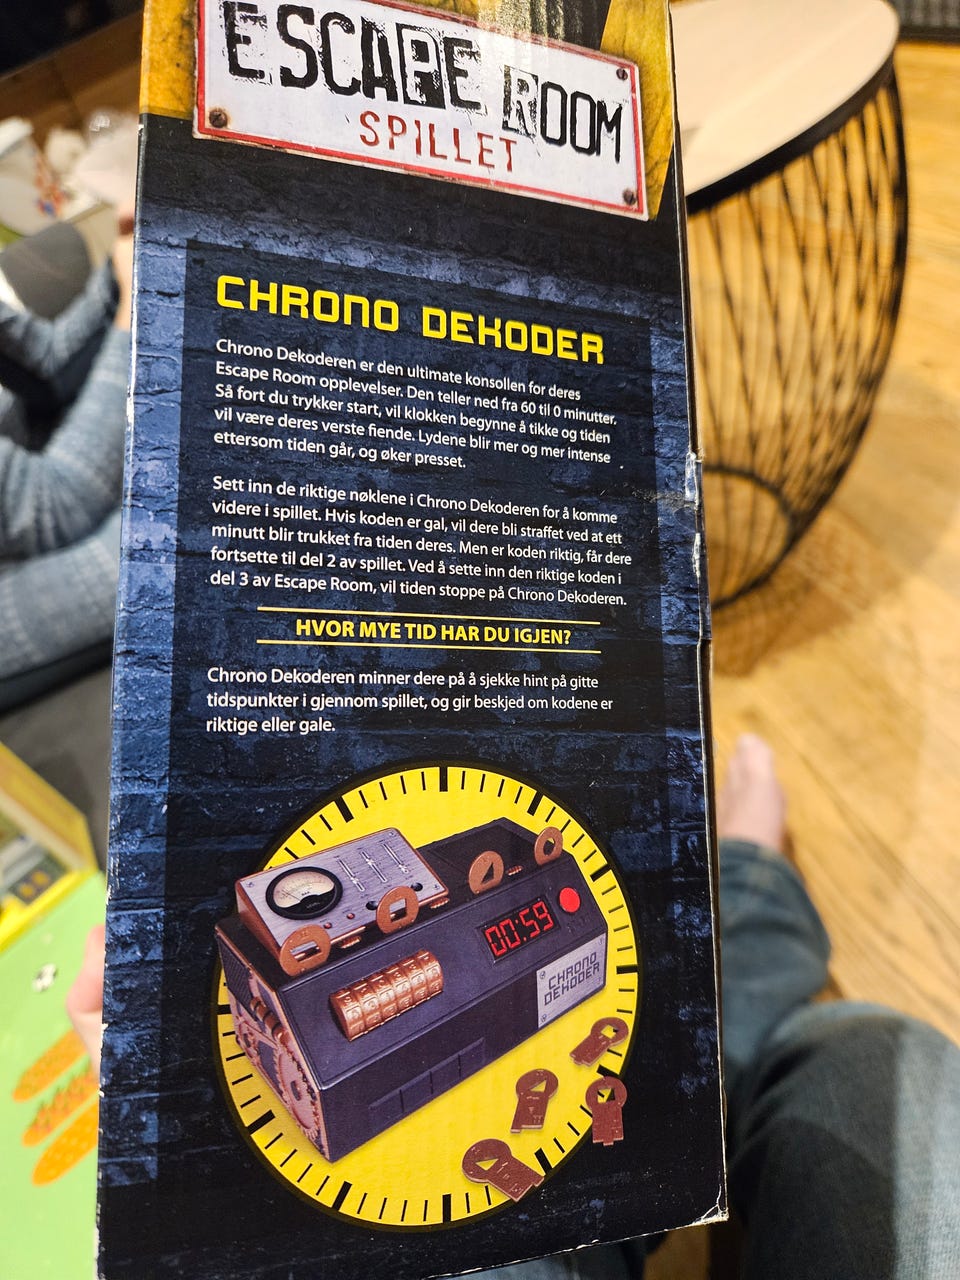 ESCAPE ROOM
SPILLET
CHRONO DEKODER
Chrono Dekoderen er den ultimate konsollen for deres
Escape Room opplevelser. Den teller ned fra 60 til 0 minutter.
Så fort du trykker start, vil klokken begynne å tikke og tiden
vil være deres verste fiende. Lydene blir mer og mer intense
ettersom tiden går, og øker presset.
Sett inn de riktige nøklene i Chrono Dekoderen for å komme
videre i spillet. Hvis koden er gal, vil dere bli straffet ved at ett
minutt blir trukket fra tiden deres. Men er koden riktig, får dere
fortsette til del 2 av spillet. Ved å sette inn den riktige koden i
del 3 av Escape Room, vil tiden stoppe på Chrono Dekoderen.
HVOR MYE TID HAR DU IGJEN?
Chrono Dekoderen minner dere på å sjekke hint på gitte
tidspunkter i gjennom spillet, og gir beskjed om kodene er
riktige eller gale.
00:59
CHRONO
DEKODER